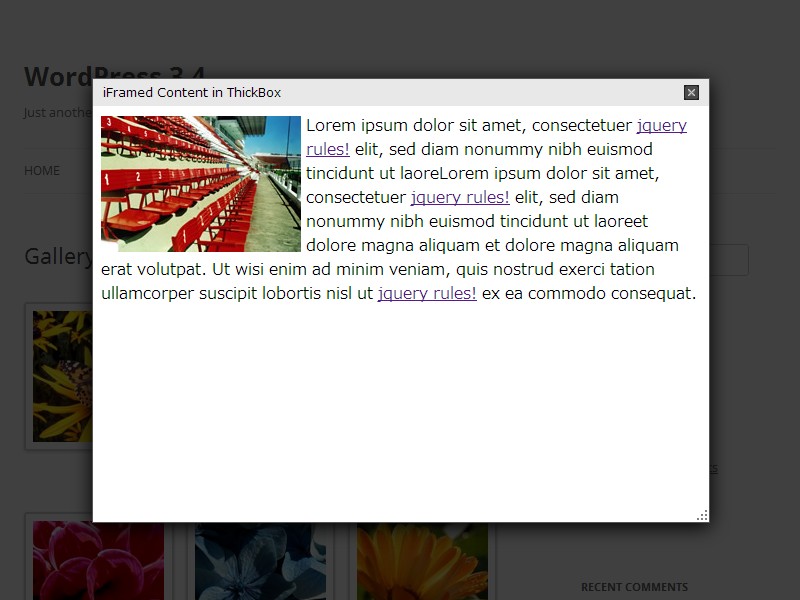 WordPress 3.4
iFramed Content in ThickBox
Just anothe
HOME
Lorem ipsum dolor sit amet, consectetuer jquery
rules! elit, sed diam nonummy nibh euismod
tincidunt ut laoreLorem ipsum dolor sit amet,
consectetuer jquery rules! elit, sed diam
nonummy nibh euismod tincidunt ut laoreet
dolore magna aliquam et dolore magna aliquam
erat volutpat. Ut wisi enim ad minim veniam, quis nostrud exerci tation
ullamcorper suscipit lobortis nisl ut jquery rules! ex ea commodo consequat.
Gallery
RECENT COMMENTS